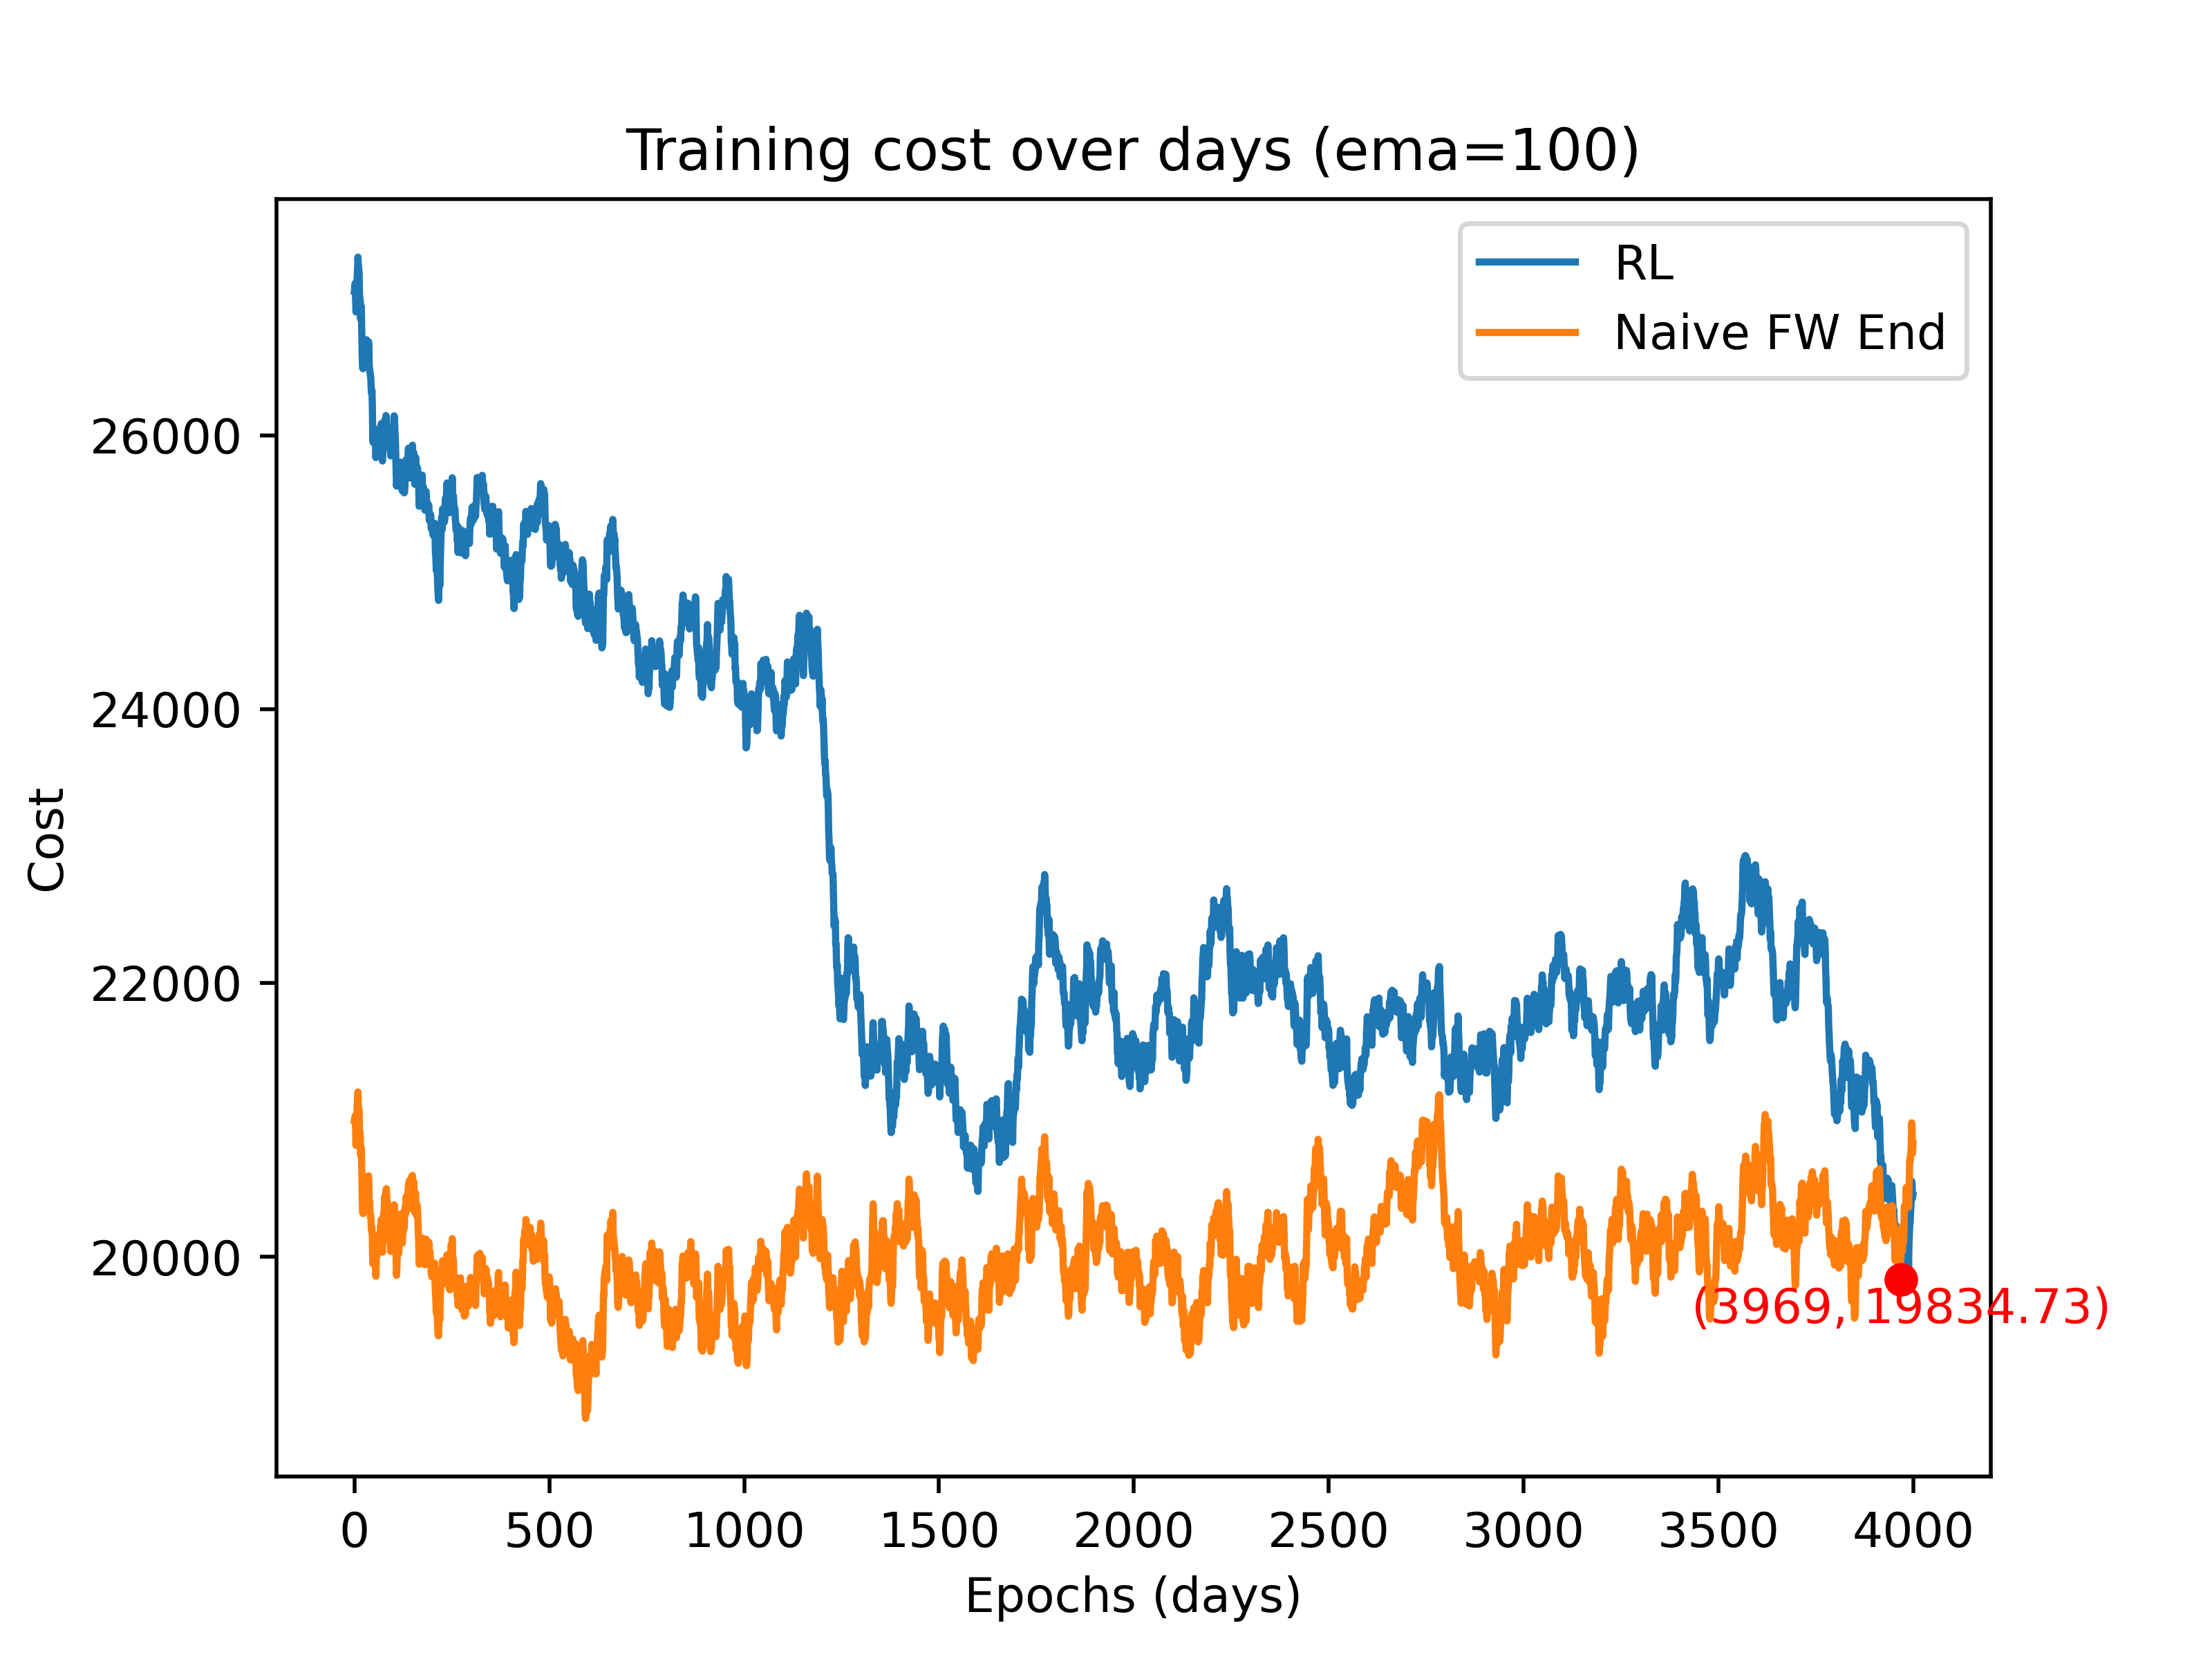 Training cost over days (ema=100)
RL
Naive FW End
Cost
26000
24000
22000
20000
(3969, 19834.73)
0 500 1000 1500 2000 2500 3000 3500 4000
Epochs (days)